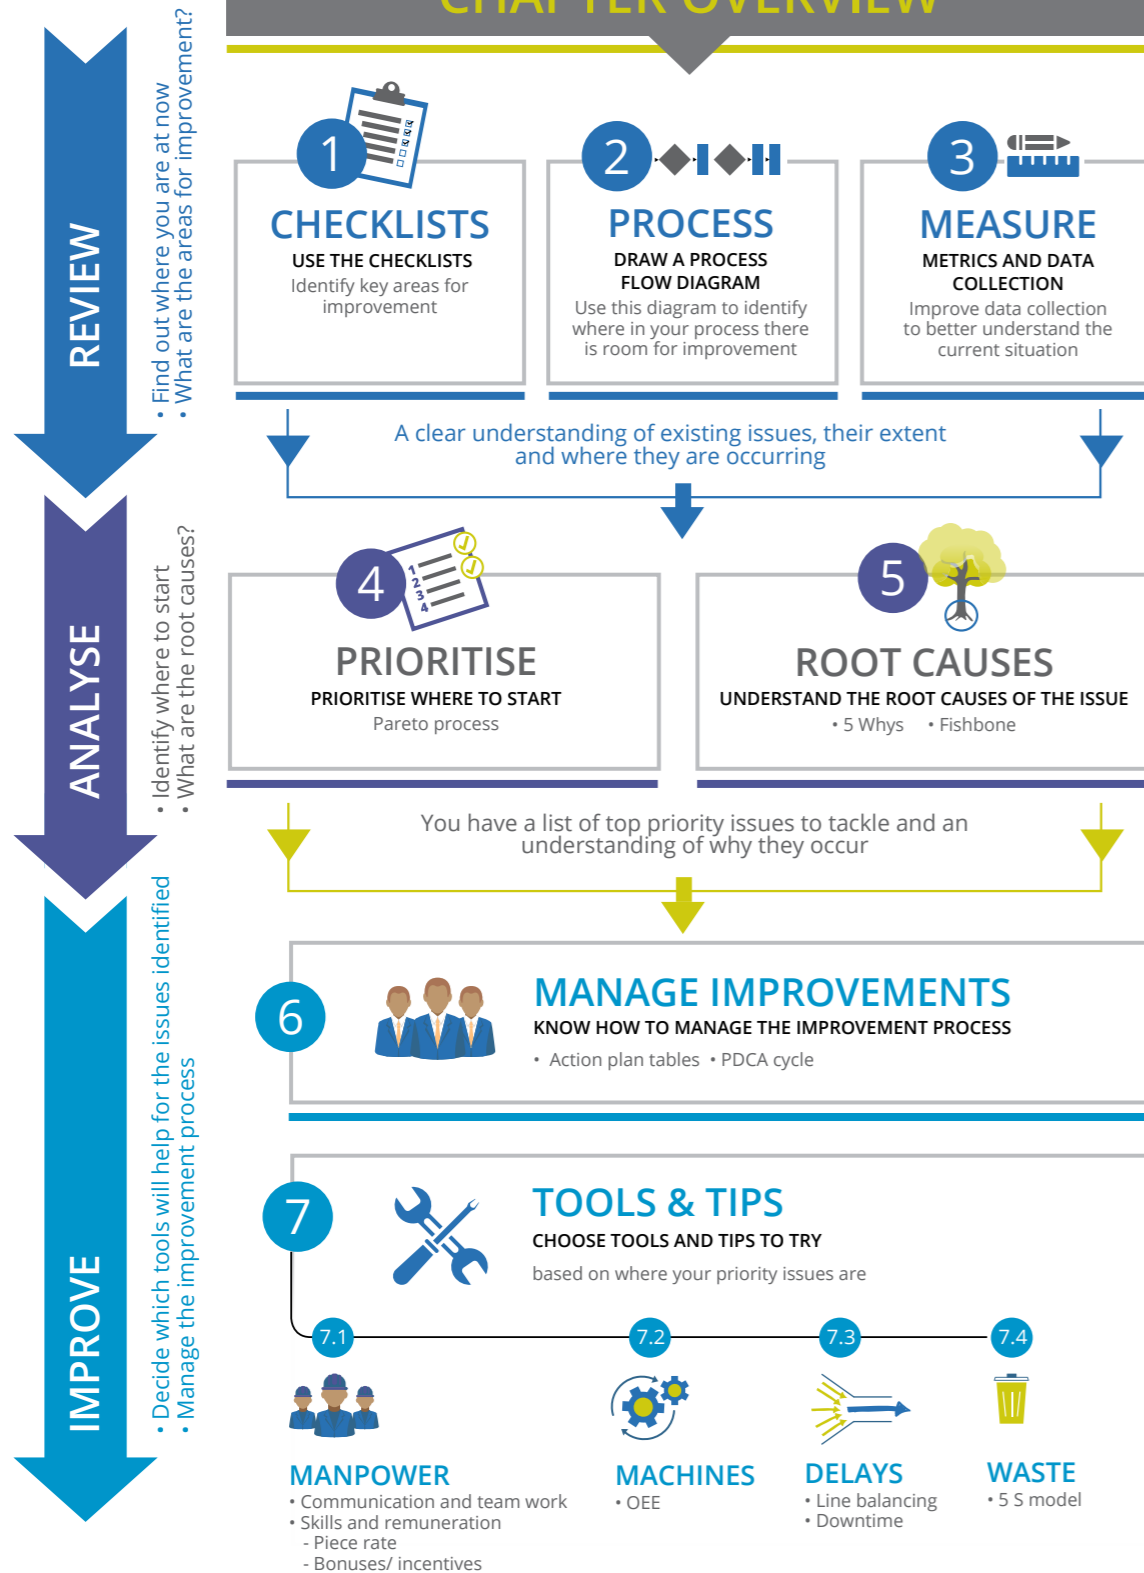 CHAPTER OVERVIEW
REVIEW
• Find out where you are at now
• What are the areas for improvement?
1
CHECKLISTS
USE THE CHECKLISTS
Identify key areas for
improvement
2
PROCESS
DRAW A PROCESS
FLOW DIAGRAM
Use this diagram to identify
where in your process there
is room for improvement
3
MEASURE
METRICS AND DATA
COLLECTION
Improve data collection
to better understand the
current situation
A clear understanding of existing issues, their extent
and where they are occurring
ANALYSE
• Identify where to start
• What are the root causes?
4
1
2
3
4
PRIORITISE
PRIORITISE WHERE TO START
Pareto process
5
ROOT CAUSES
UNDERSTAND THE ROOT CAUSES OF THE ISSUE
• 5 Whys • Fishbone
You have a list of top priority issues to tackle and an
understanding of why they occur
IMPROVE
• Decide which tools will help for the issues identified
• Manage the improvement process
6
MANAGE IMPROVEMENTS
KNOW HOW TO MANAGE THE IMPROVEMENT PROCESS
• Action plan tables • PDCA cycle
7
TOOLS & TIPS
CHOOSE TOOLS AND TIPS TO TRY
based on where your priority issues are
7.1
MANPOWER
• Communication and team work
• Skills and remuneration
- Piece rate
- Bonuses/ incentives
7.2
MACHINES
• OEE
7.3
DELAYS
• Line balancing
• Downtime
7.4
WASTE
• 5 S model